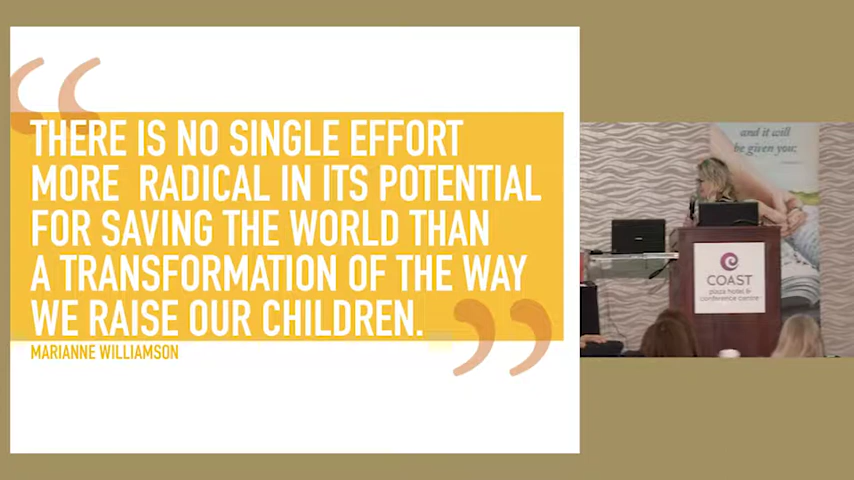 THERE IS NO SINGLE EFFORT
MORE RADICAL IN ITS POTENTIAL
FOR SAVING THE WORLD THAN
A TRANSFORMATION OF THE WAY
WE RAISE OUR CHILDREN.
MARIANNE WILLIAMSON
and it will
be given you;
COAST
plaza hotel &
conference centre